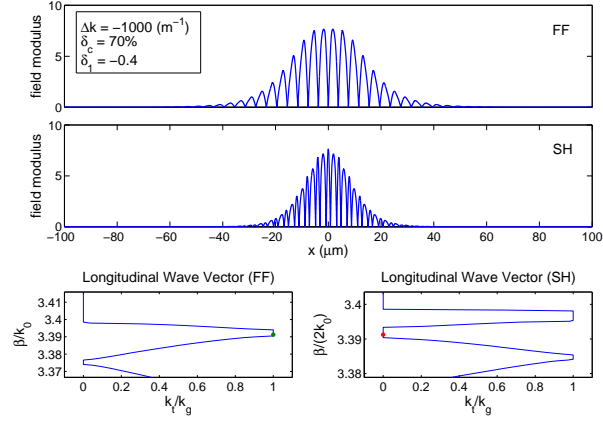 10
5
0
field modulus
Δk = −1000 (m⁻¹)
δc = 70%
δ1 = −0.4
FF
10
5
0
field modulus
SH
−100 −80 −60 −40 −20 0 20 40 60 80 100
x (μm)
Longitudinal Wave Vector (FF)
3.41
3.4
3.39
3.38
3.37
β/k0
0 0.2 0.4 0.6 0.8 1
kt/kg
Longitudinal Wave Vector (SH)
3.4
3.39
3.38
β/(2k0)
0 0.2 0.4 0.6 0.8 1
kt/kg